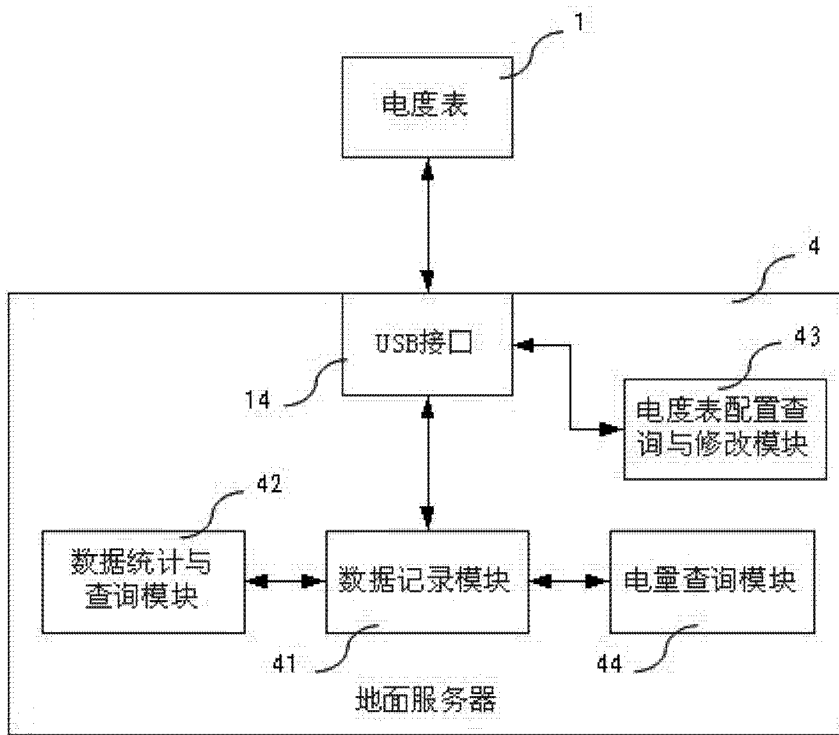 1
电度表
4
USB接口
14
43
电度表配置查
询与修改模块
42
数据统计与
查询模块
数据记录模块
电量查询模块
41
44
地面服务器